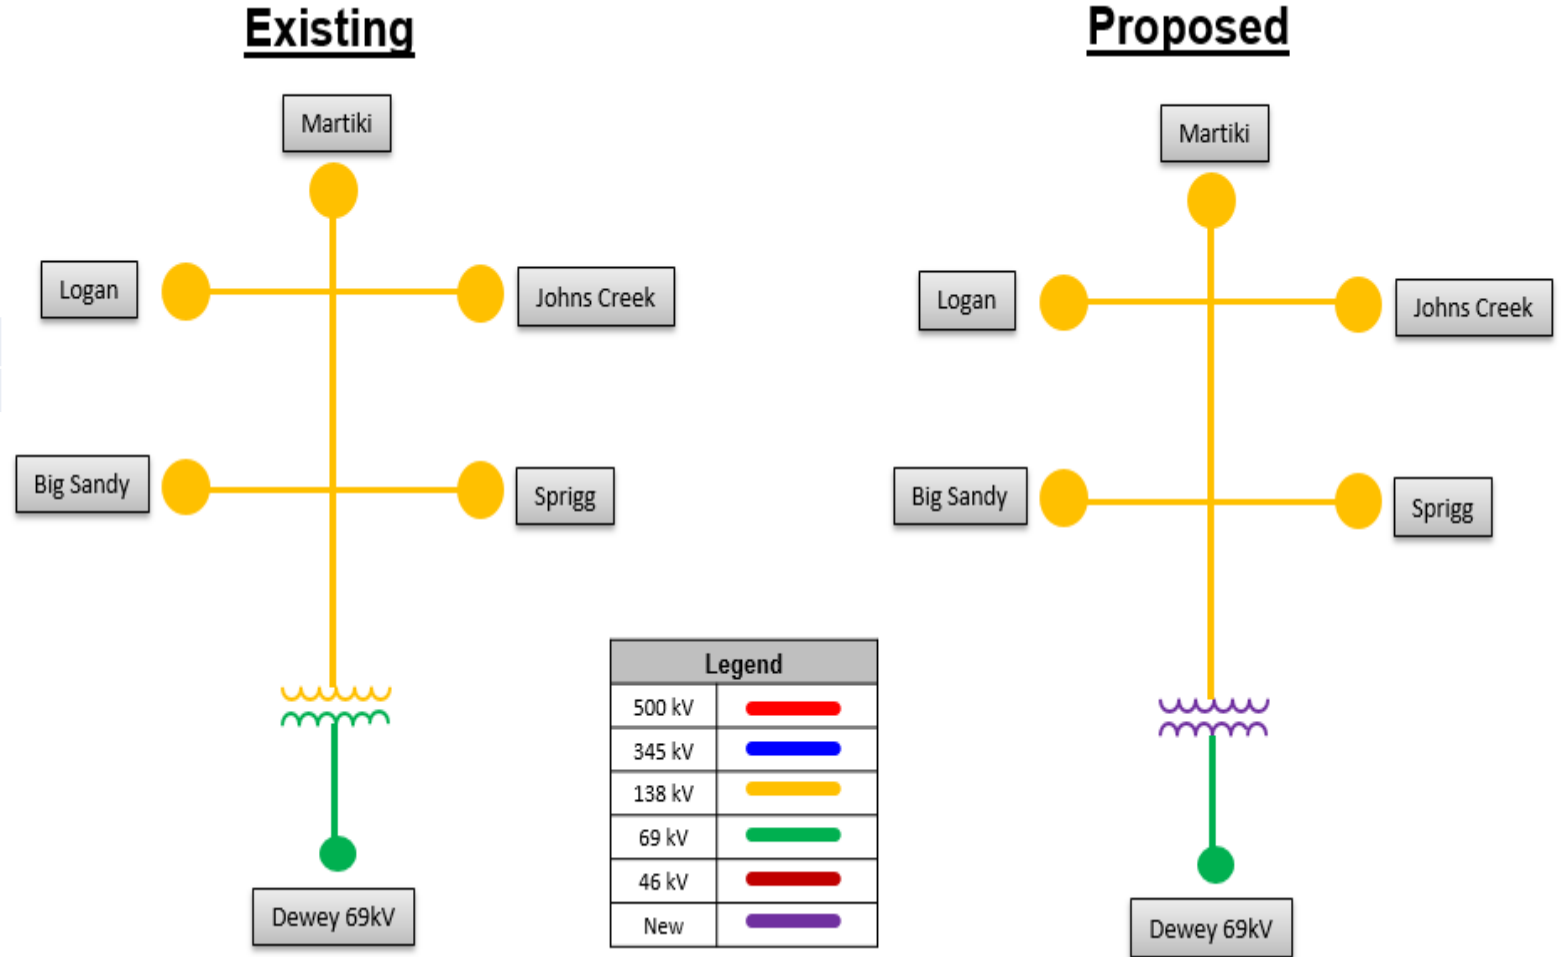 Existing
Martiki
Logan
Johns Creek
Big Sandy
Sprigg
Dewey 69kV
Legend
500 kV
345 kV
138 kV
69 kV
46 kV
New
Proposed
Martiki
Logan
Johns Creek
Big Sandy
Sprigg
Dewey 69kV